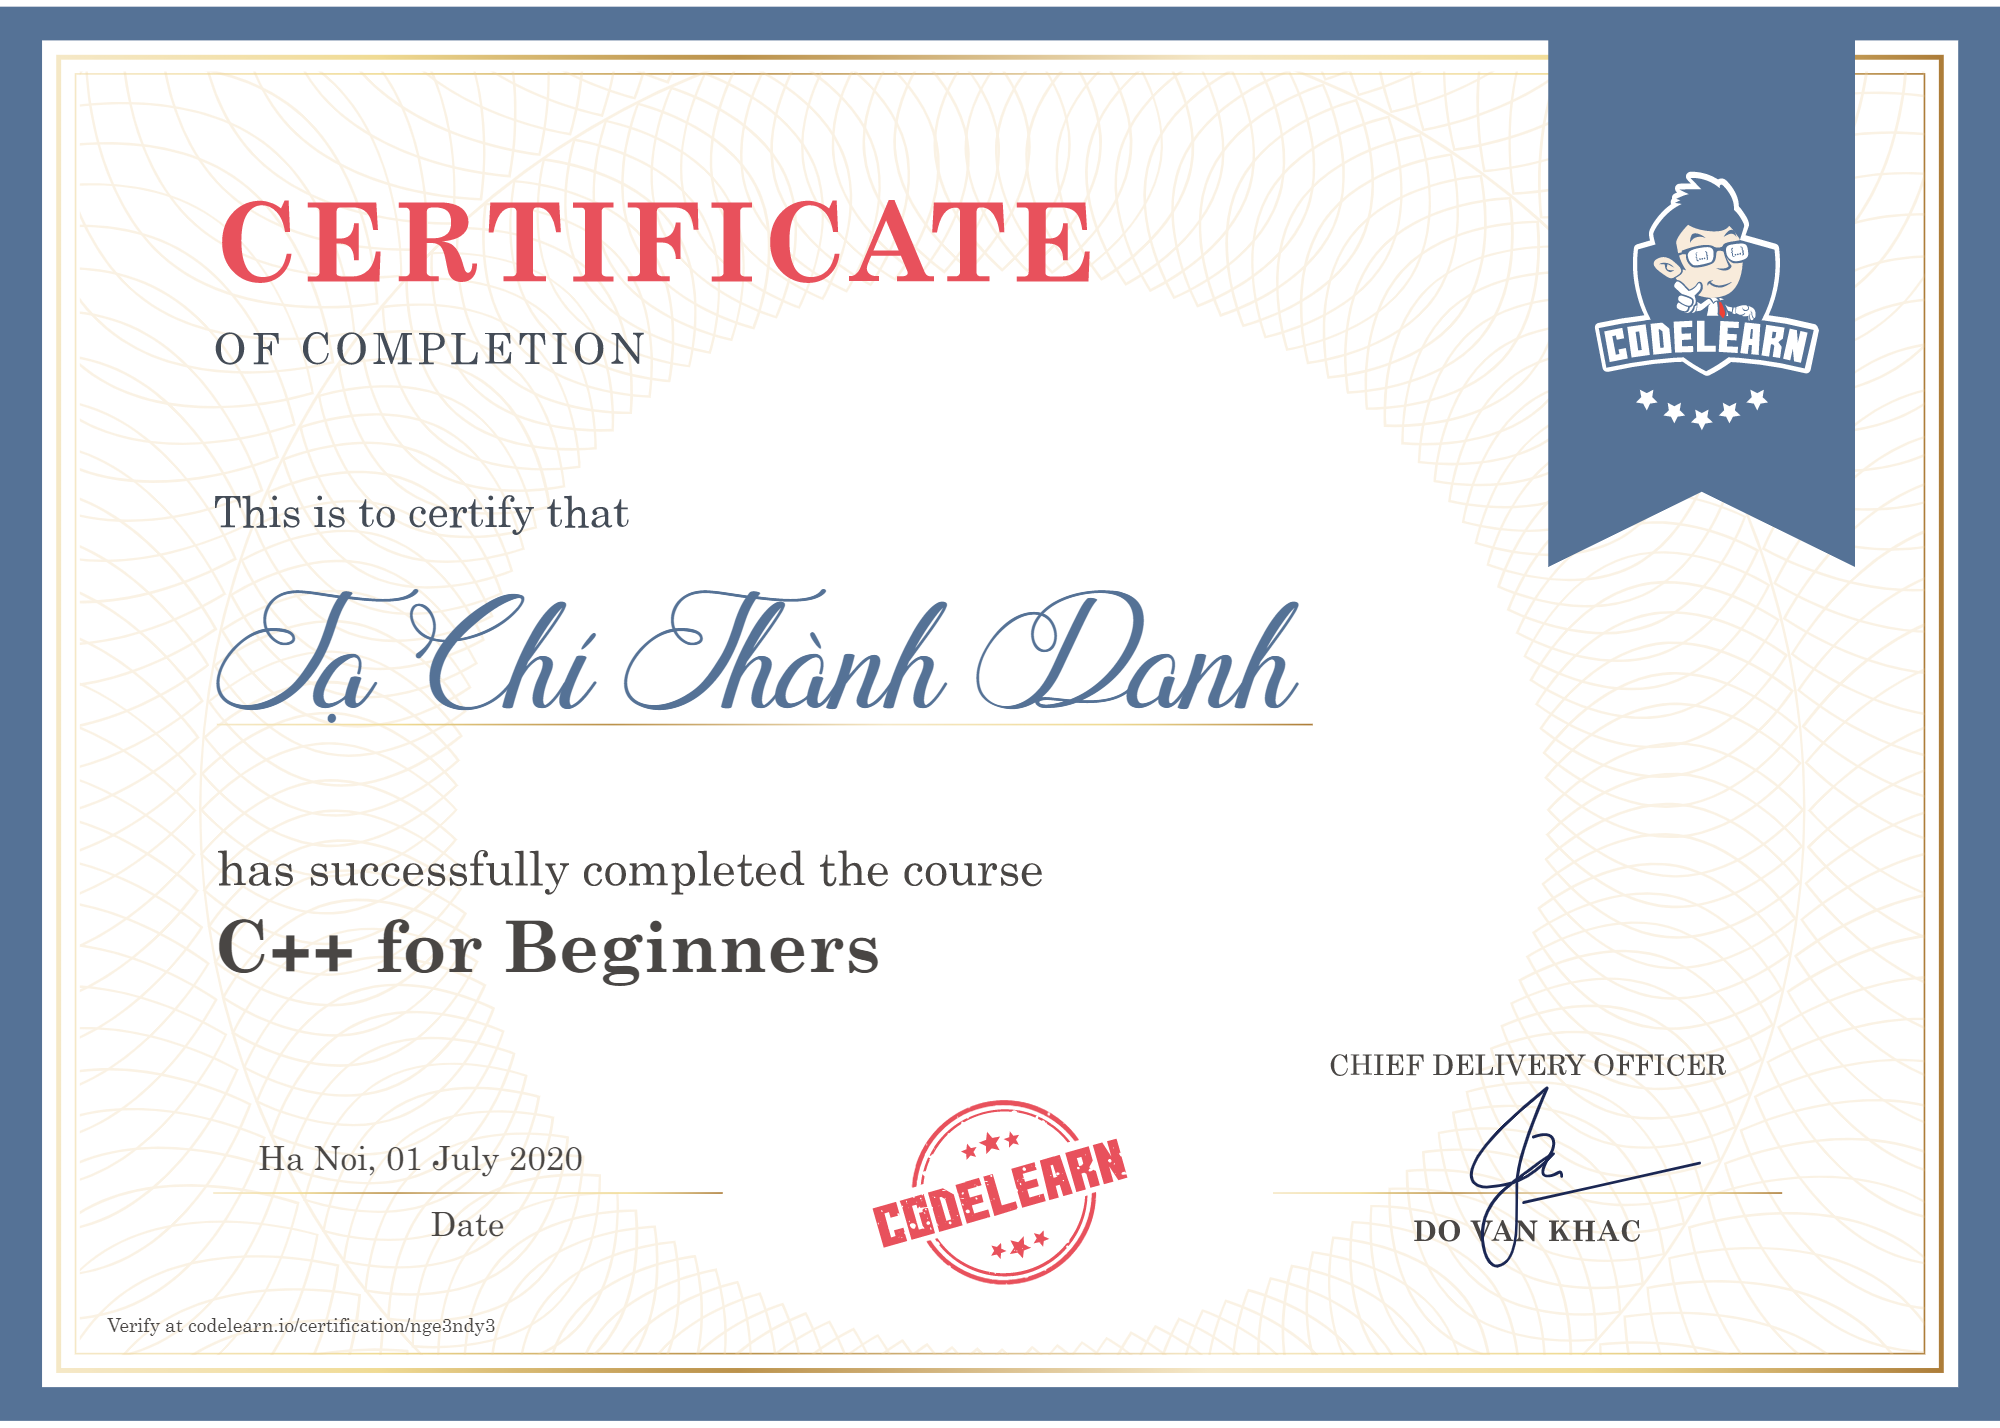 CERTIFICATE
OF COMPLETION
CODELEARN
This is to certify that
Tạ Chí Thành Danh
has successfully completed the course
C++ for Beginners
CHIEF DELIVERY OFFICER
Ha Noi, 01 July 2020
Date
CODELEARN
DO VAN KHAC
Verify at codelearn.io/certification/nge3ndy3